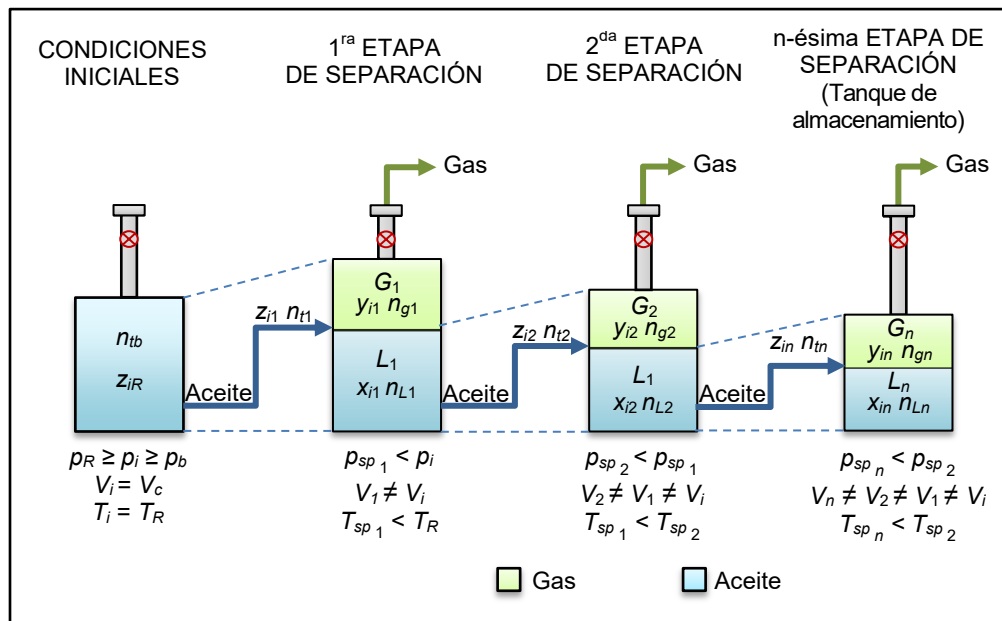 CONDICIONES
INICIALES
1ra ETAPA
DE SEPARACIÓN
2da ETAPA
DE SEPARACIÓN
n-ésima ETAPA DE
SEPARACIÓN
(Tanque de
almacenamiento)
Gas
Gas
Gas
ntb
ziR
Aceite
zi1 nt1
G1
yi1 ng1
L1
xi1 nL1
Aceite
zi2 nt2
G2
yi2 ng2
L1
xi2 nL2
Aceite
zin ntn
Gn
yin ngn
Ln
xin nLn
pR ≥ pi ≥ pb
Vi = Vc
Ti = TR
psp 1 < pi
V1 ≠ Vi
Tsp 1 < TR
psp 2 < psp 1
V2 ≠ V1 ≠ Vi
Tsp 1 < Tsp 2
psp n < psp 2
Vn ≠ V2 ≠ V1 ≠ Vi
Tsp n < Tsp 2
Gas
Aceite